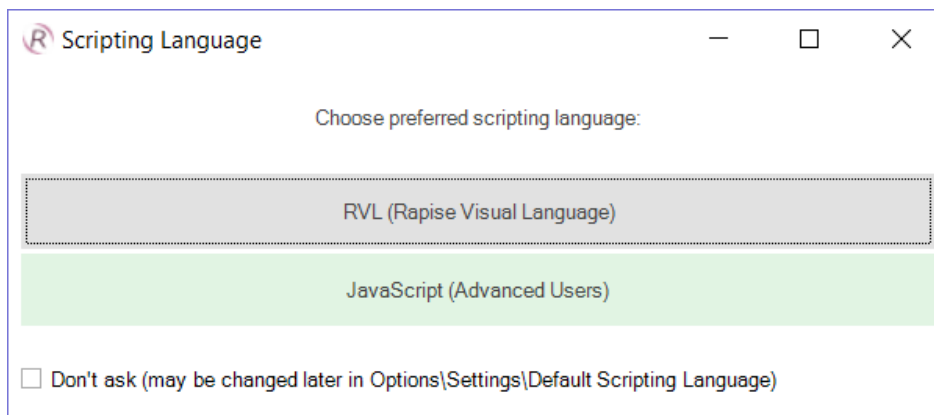 Scripting Language
Choose preferred scripting language:
RVL (Rapise Visual Language)
JavaScript (Advanced Users)
Don't ask (may be changed later in Options\Settings\Default Scripting Language)